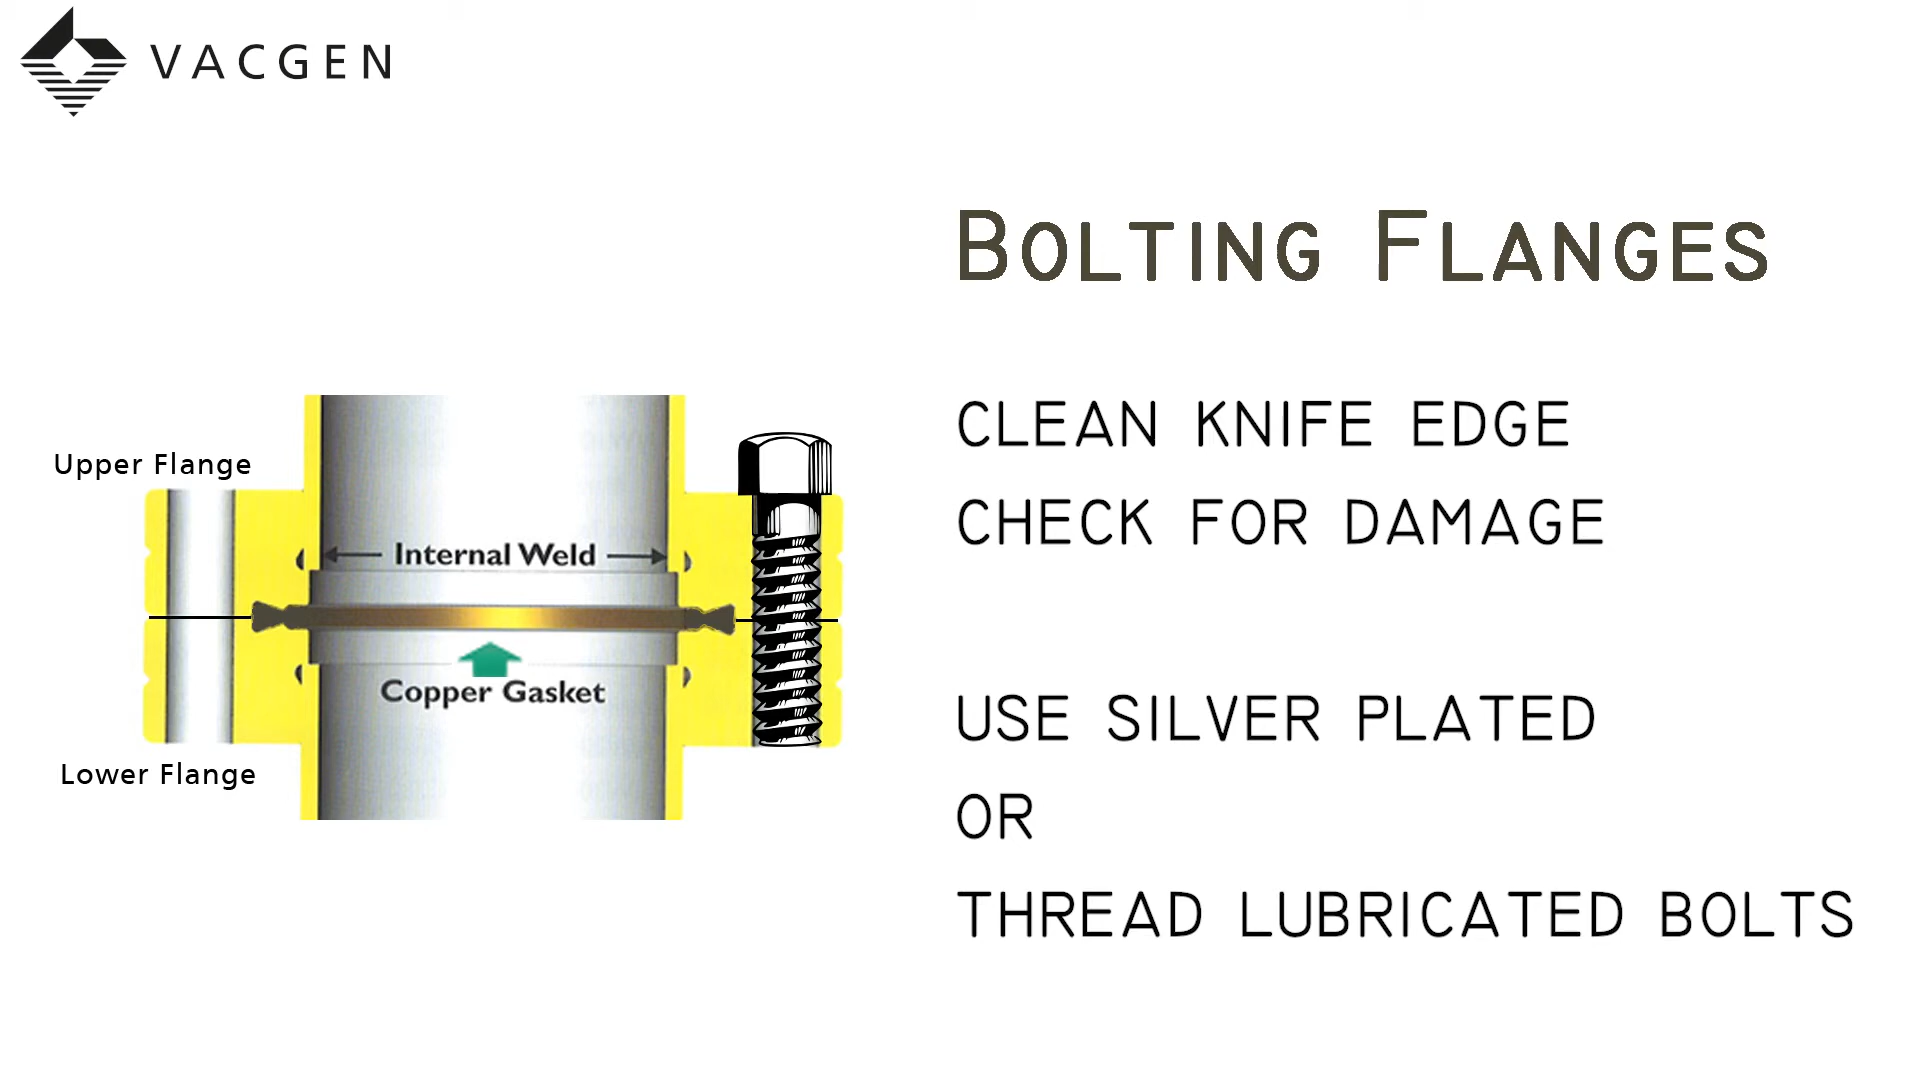 VACGEN
BOLTING FLANGES
CLEAN KNIFE EDGE
CHECK FOR DAMAGE
USE SILVER PLATED
OR
THREAD LUBRICATED BOLTS
Upper Flange
Internal Weld
Copper Gasket
Lower Flange